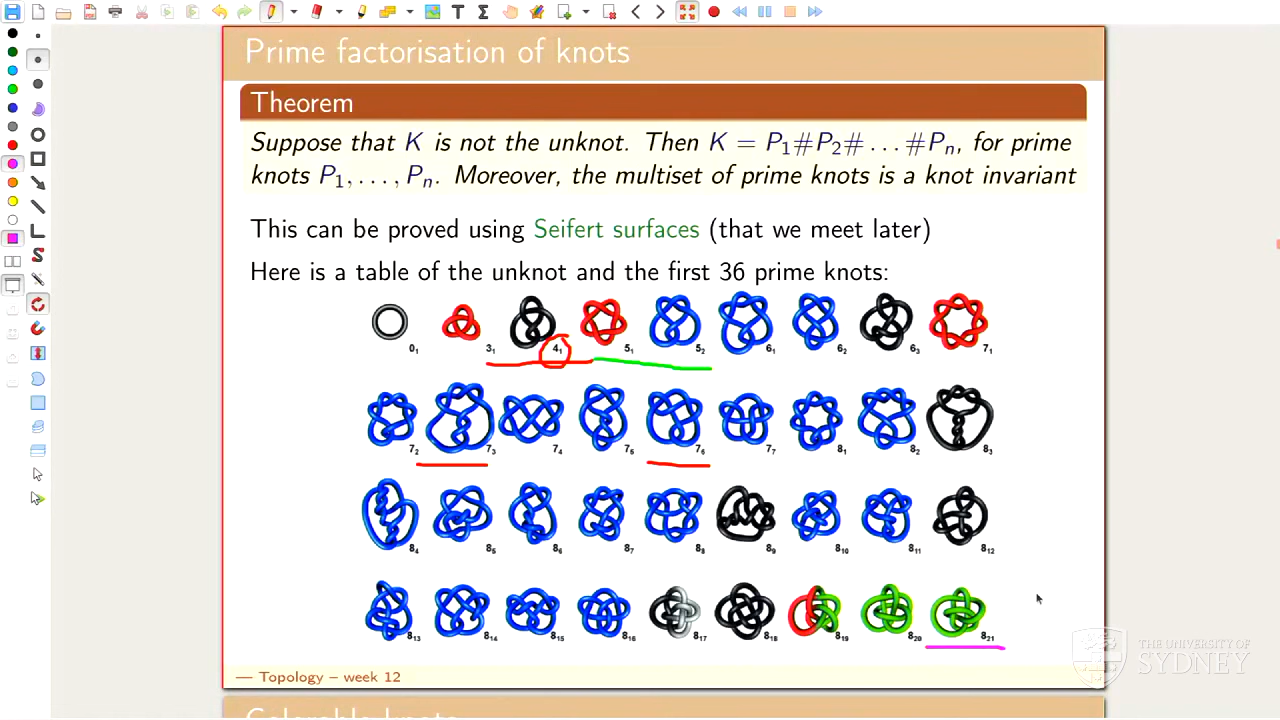 Prime factorisation of knots
Theorem
Suppose that K is not the unknot. Then K = P₁#P₂# . . . #Pₙ, for prime
knots P₁, . . . , Pₙ. Moreover, the multiset of prime knots is a knot invariant
This can be proved using Seifert surfaces (that we meet later)
Here is a table of the unknot and the first 36 prime knots:
0₁ 3₁ 4₁ 5₁ 5₂ 6₁ 6₂ 6₃ 7₁
7₂ 7₃ 7₄ 7₅ 7₆ 7₇ 8₁ 8₂ 8₃
8₄ 8₅ 8₆ 8₇ 8₈ 8₉ 8₁₀ 8₁₁ 8₁₂
8₁₃ 8₁₄ 8₁₅ 8₁₆ 8₁₇ 8₁₈ 8₁₉ 8₂₀ 8₂₁
THE UNIVERSITY OF
SYDNEY
— Topology – week 12